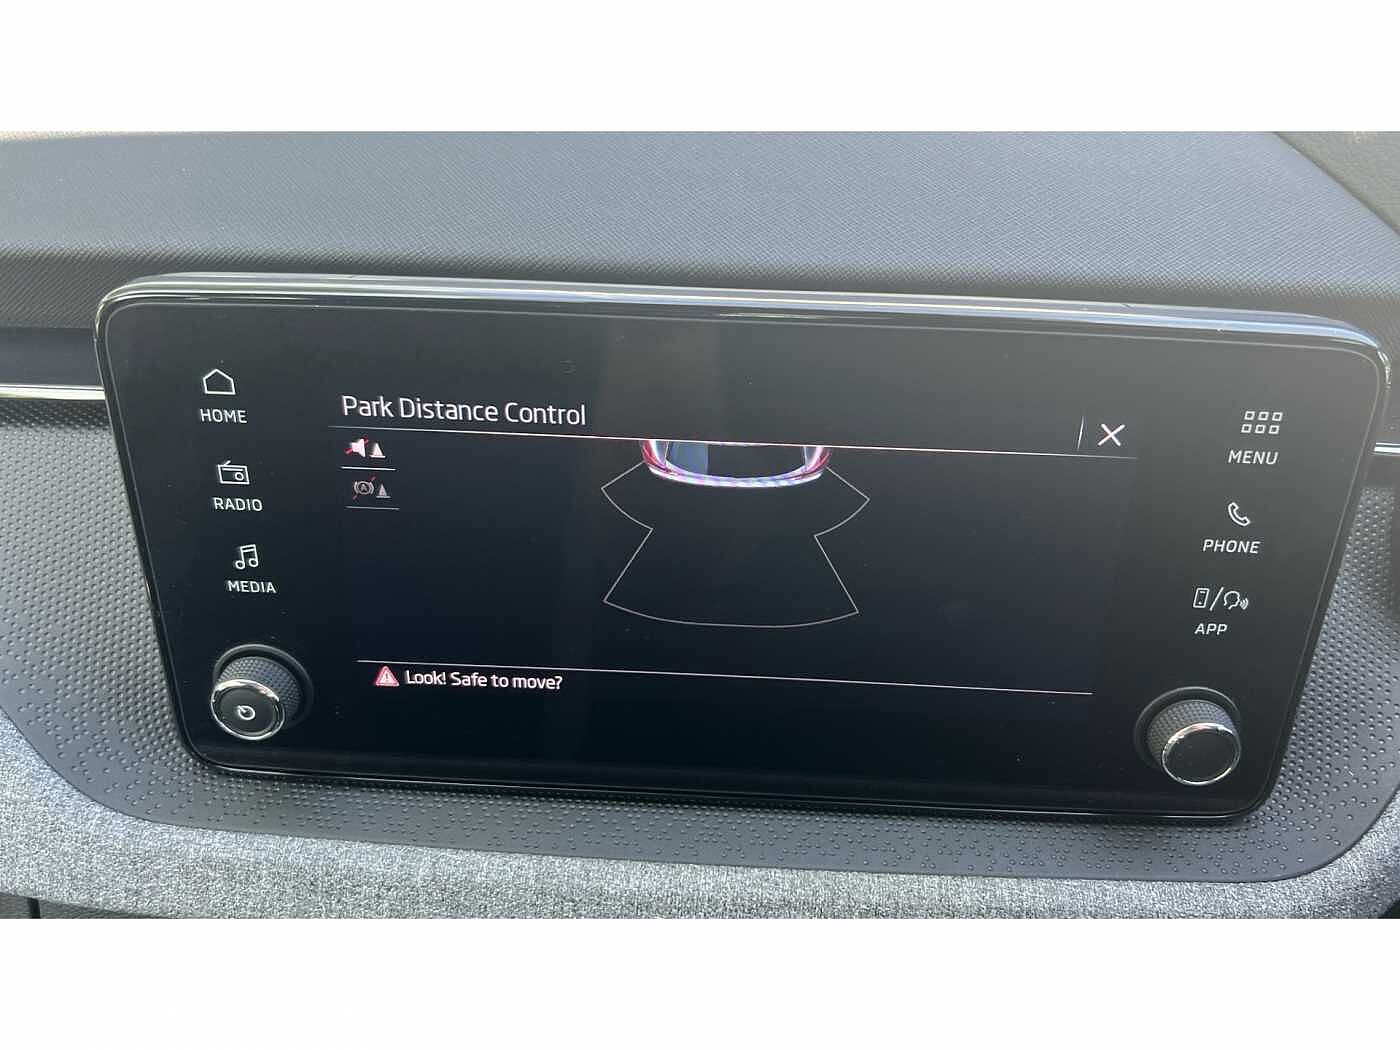 HOME
RADIO
MEDIA
Park Distance Control
Look! Safe to move?
MENU
PHONE
APP